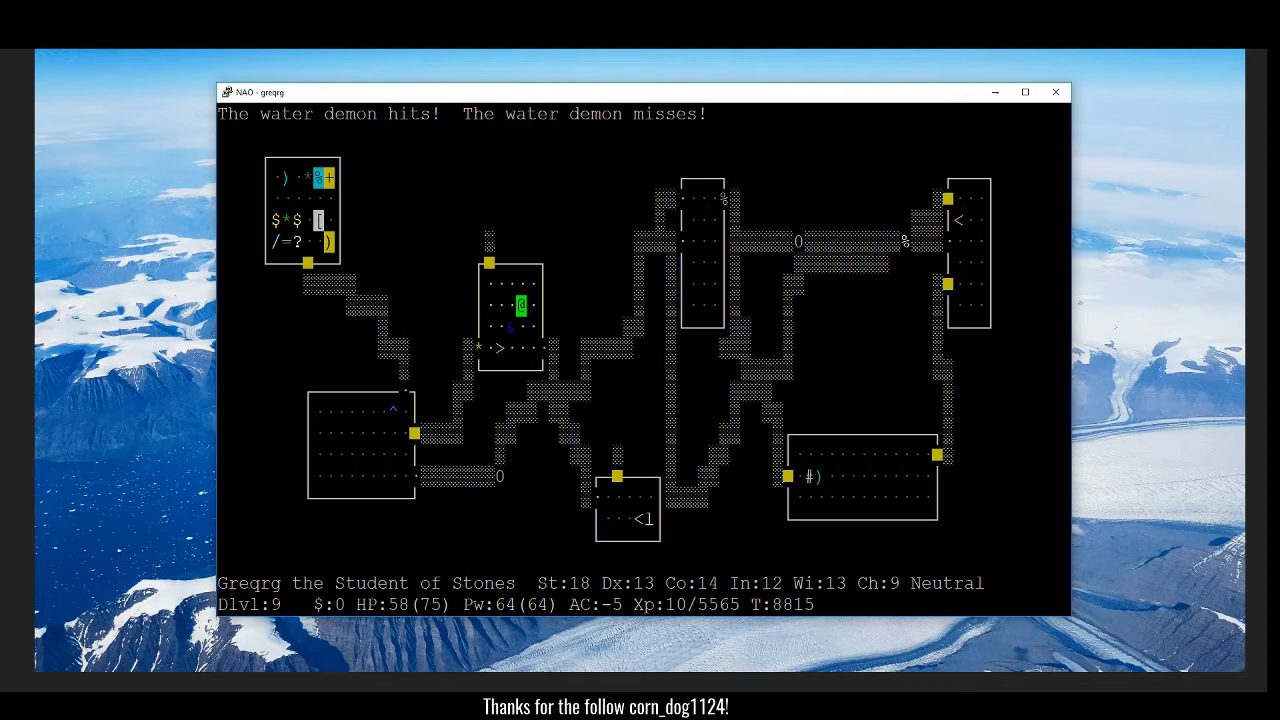 NAO - greqrg
The water demon hits!  The water demon misses!
Greqrg the Student of Stones  St:18 Dx:13 Co:14 In:12 Wi:13 Ch:9 Neutral
Dlvl:9  $:0 HP:58(75) Pw:64(64) AC:-5 Xp:10/5565 T:8815
Thanks for the follow corn_dog1124!